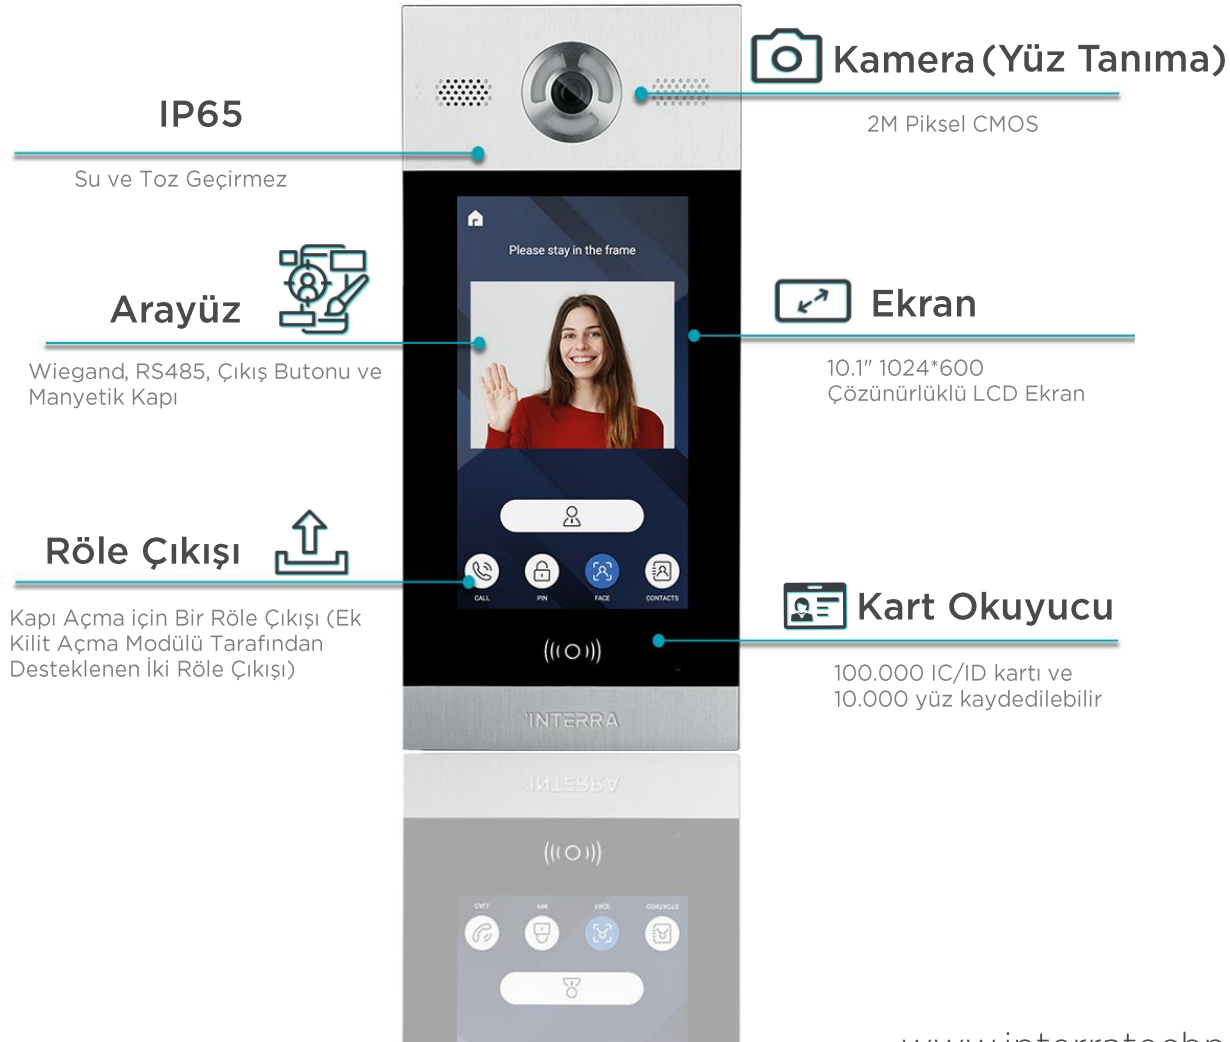 Kamera (Yüz Tanıma)
2M Piksel CMOS
IP65
Su ve Toz Geçirmez
Please stay in the frame
Arayüz
Wiegand, RS485, Çıkış Butonu ve
Manyetik Kapı
Ekran
10.1" 1024*600
Çözünürlüklü LCD Ekran
Röle Çıkışı
Kapı Açma için Bir Röle Çıkışı (Ek
Kilit Açma Modülü Tarafından
Desteklenen İki Röle Çıkışı)
CALL
PIN
FACE
CONTACTS
Kart Okuyucu
100.000 IC/ID kartı ve
10.000 yüz kaydedilebilir
INTERRA